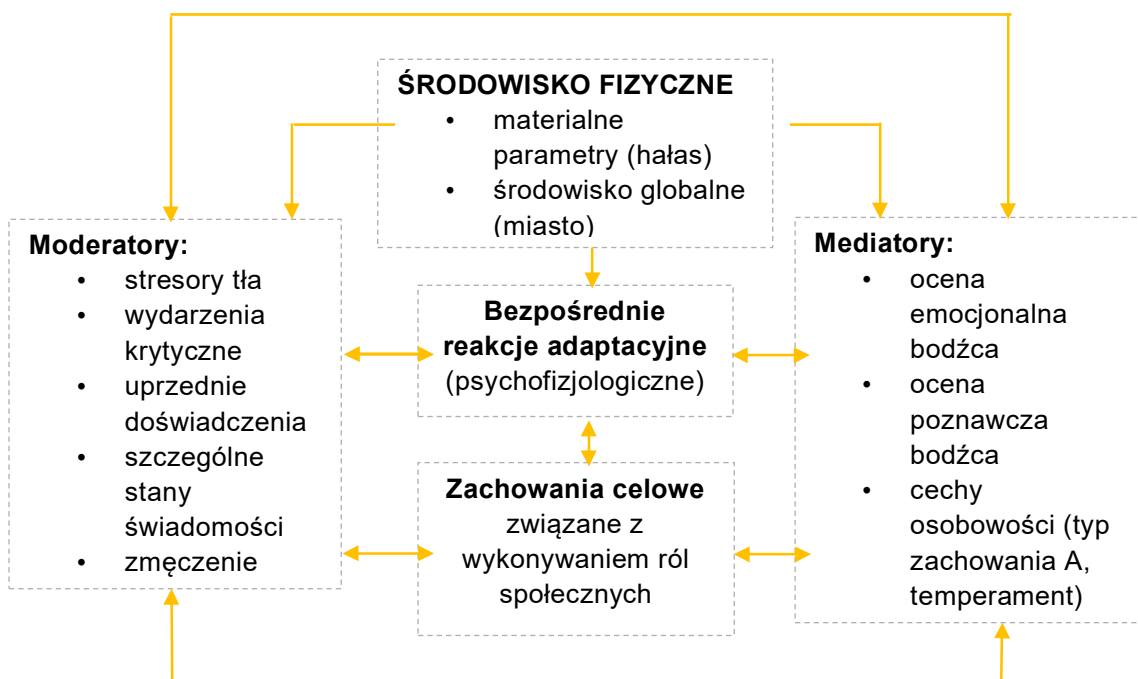 ŚRODOWISKO FIZYCZNE
• materialne
parametry (hałas)
• środowisko globalne
(miasto)
Moderatory:
• stresory tła
• wydarzenia
krytyczne
• uprzednie
doświadczenia
• szczególne
stany
świadomości
• zmęczenie
Bezpośrednie
reakcje adaptacyjne
(psychofizjologiczne)
Zachowania celowe
związane z
wykonywaniem ról
społecznych
Mediatory:
• ocena
emocjonalna
bodźca
• ocena
poznawcza
bodźca
• cechy
osobowości (typ
zachowania A,
temperament)